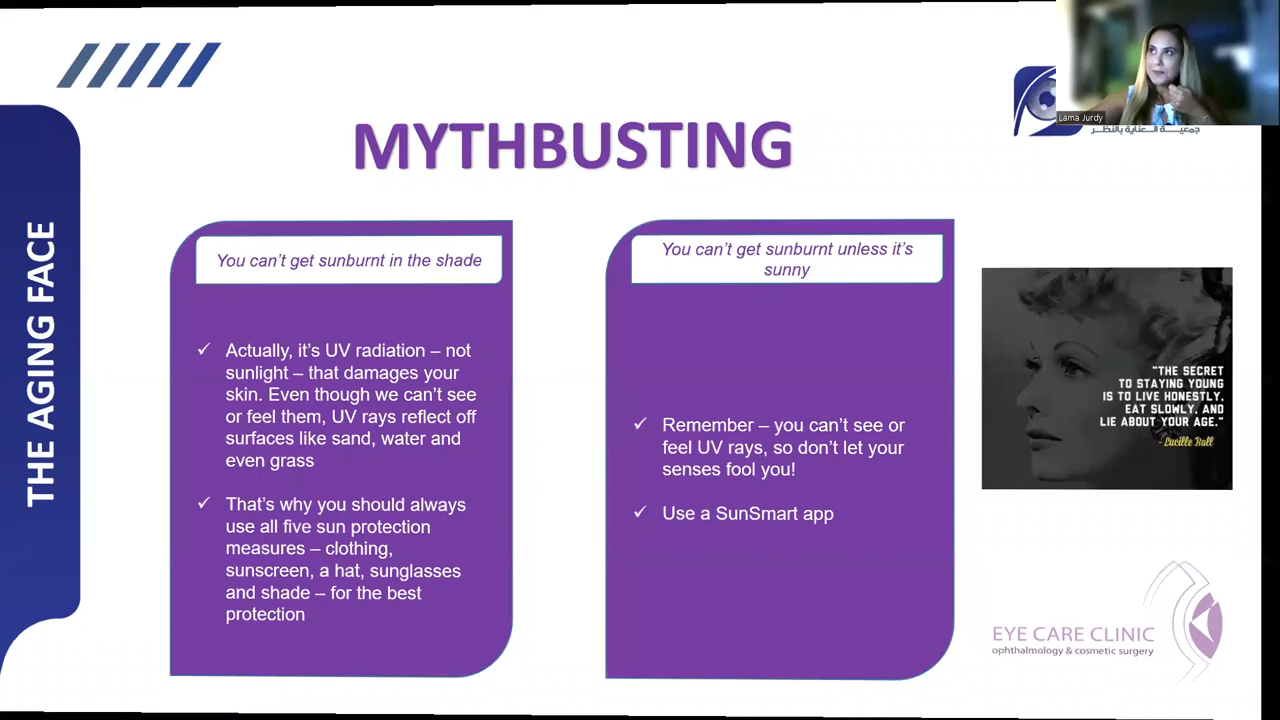 Lama Jurdy
جمعيـــة العـــناية بالنظر
MYTHBUSTING
THE AGING FACE
You can't get sunburnt in the shade
Actually, it's UV radiation – not
sunlight – that damages your
skin. Even though we can't see
or feel them, UV rays reflect off
surfaces like sand, water and
even grass
That's why you should always
use all five sun protection
measures – clothing,
sunscreen, a hat, sunglasses
and shade – for the best
protection
You can't get sunburnt unless it's
sunny
Remember – you can't see or
feel UV rays, so don't let your
senses fool you!
Use a SunSmart app
"THE SECRET
TO STAYING YOUNG
IS TO LIVE HONESTLY,
EAT SLOWLY, AND
LIE ABOUT YOUR AGE."
- Lucille Ball
EYE CARE CLINIC
ophthalmology & cosmetic surgery